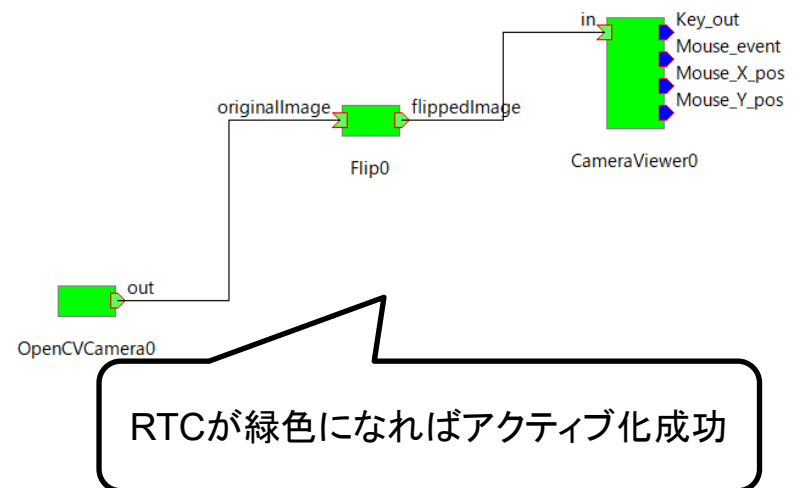 in
Key_out
Mouse_event
Mouse_X_pos
Mouse_Y_pos
CameraViewer0
originalImage
flippedImage
Flip0
out
OpenCVCamera0
RTCが緑色になればアクティブ化成功